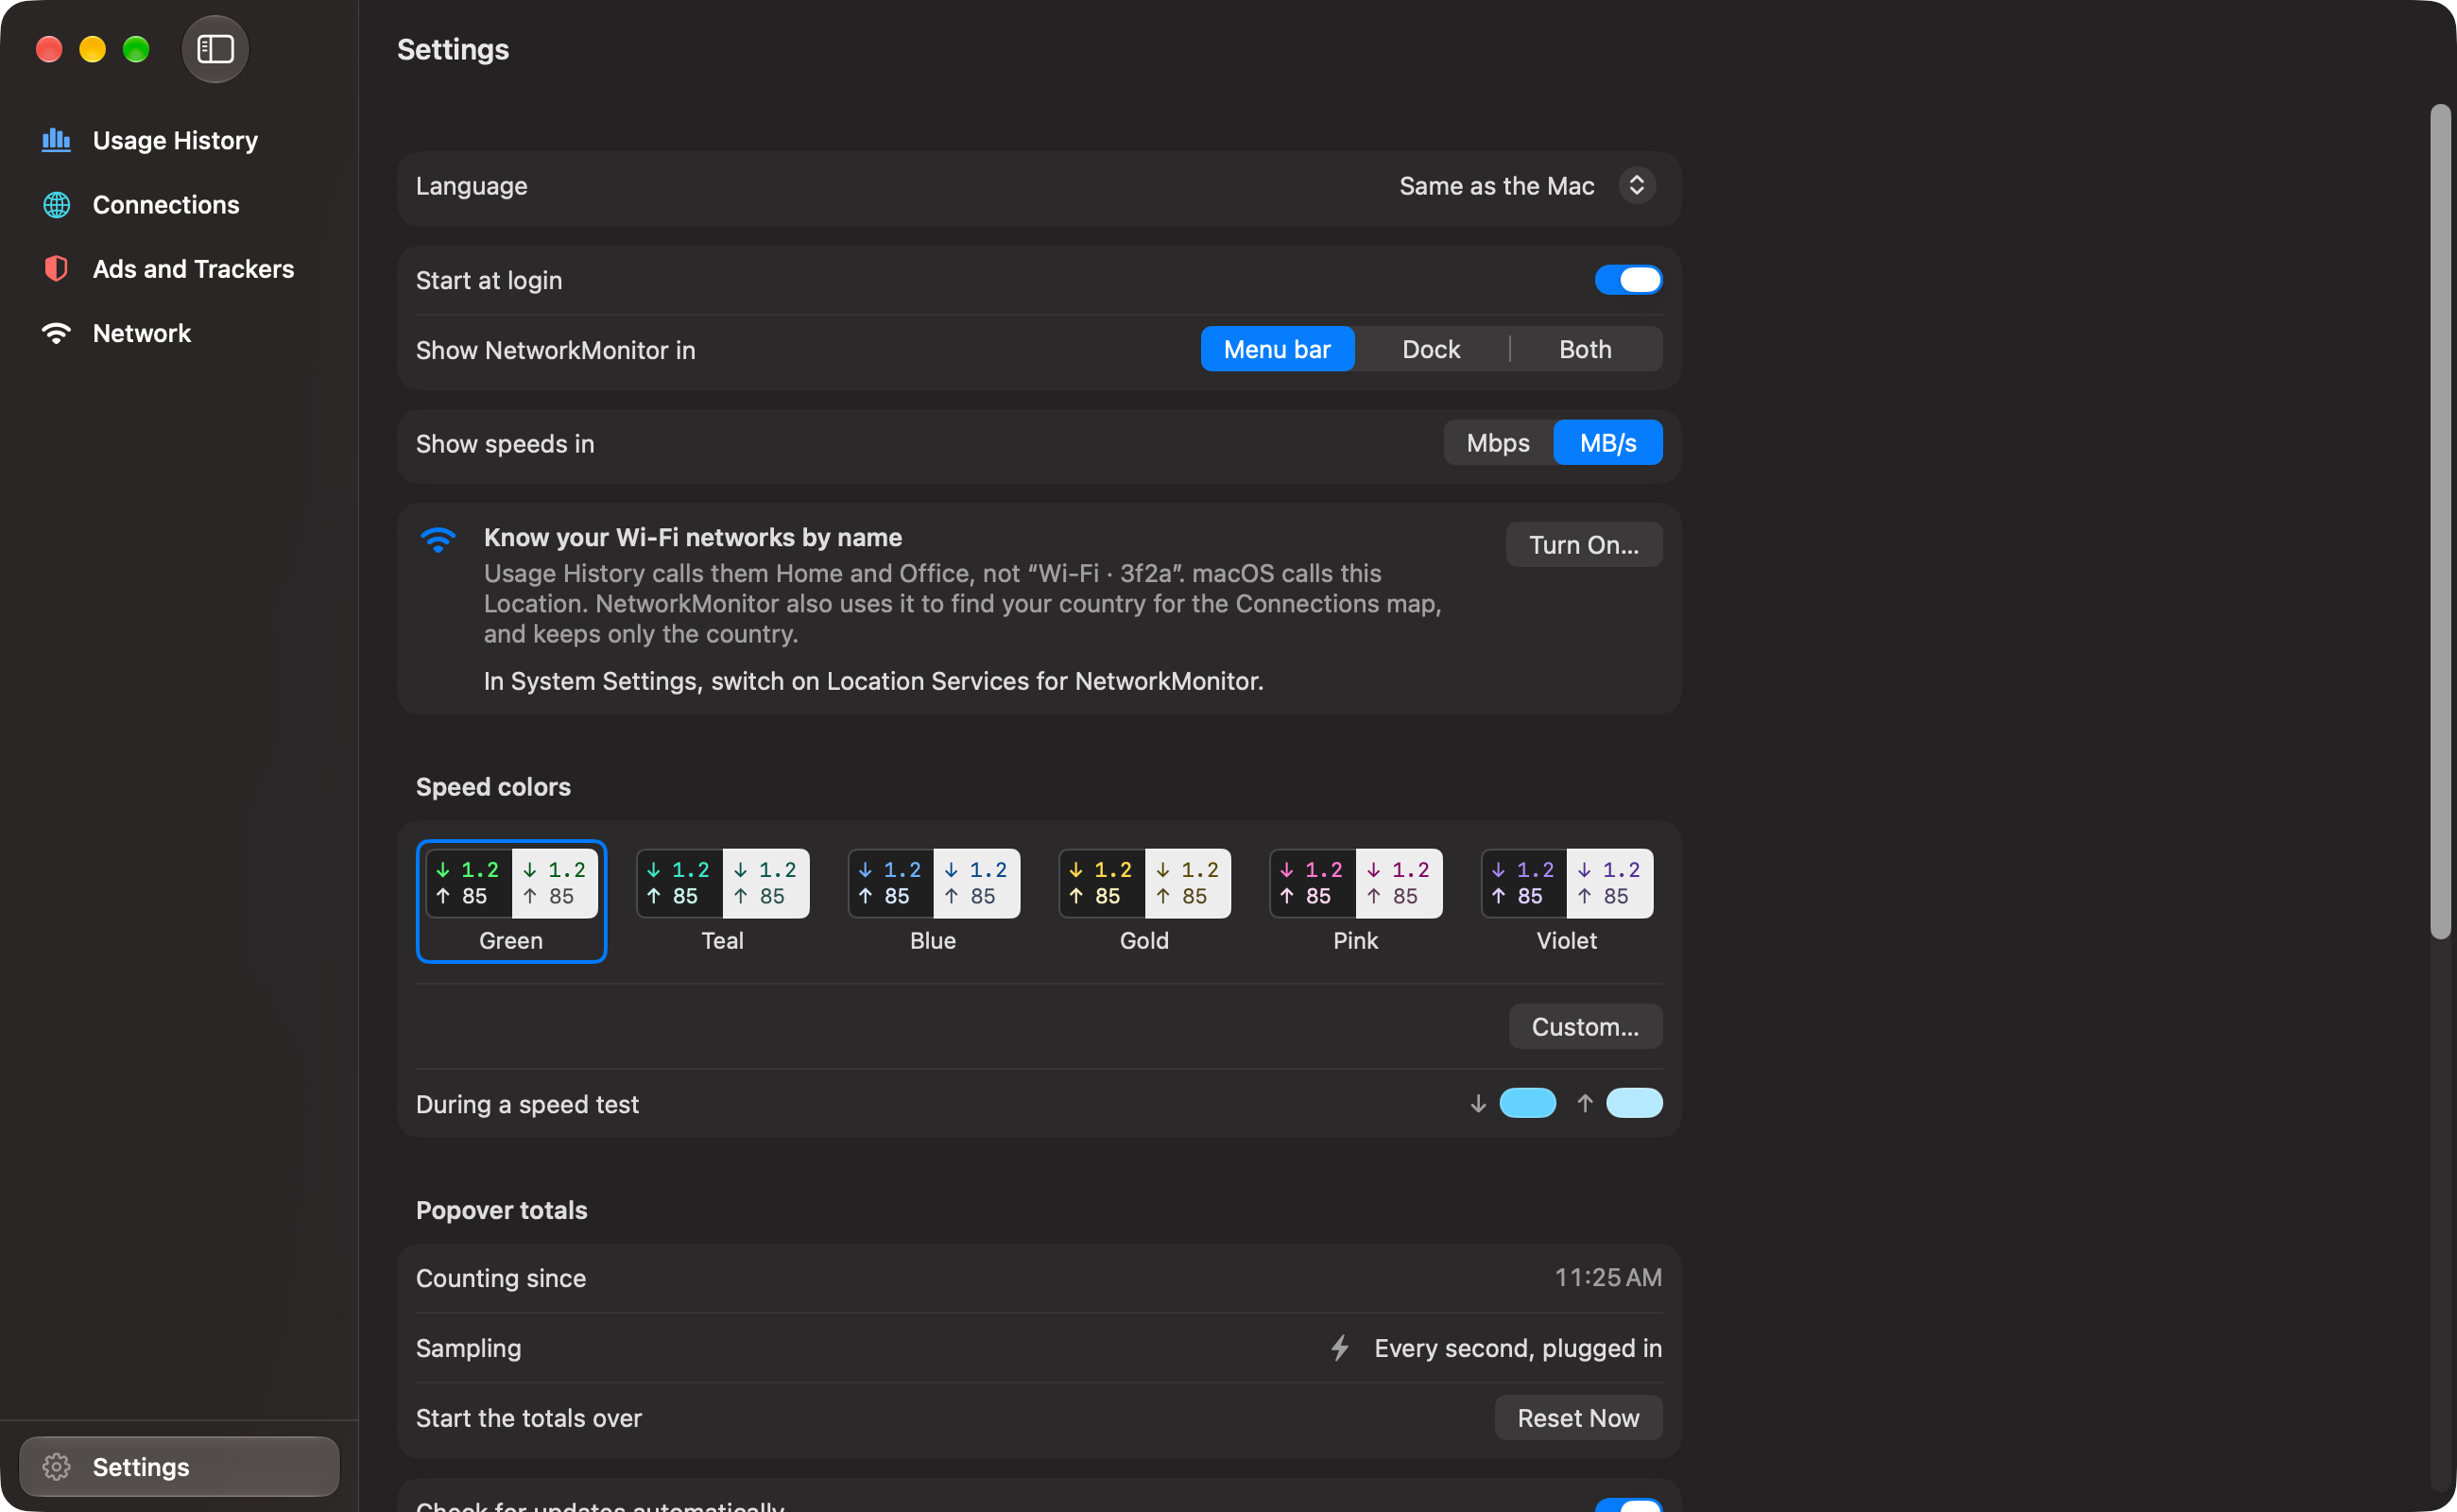 Settings
Usage History
Connections
Ads and Trackers
Network
Language
Same as the Mac
Start at login
Show NetworkMonitor in
Menu bar
Dock
Both
Show speeds in
Mbps
MB/s
Know your Wi-Fi networks by name
Turn On...
Usage History calls them Home and Office, not “Wi-Fi · 3f2a”. macOS calls this
Location. NetworkMonitor also uses it to find your country for the Connections map,
and keeps only the country.
In System Settings, switch on Location Services for NetworkMonitor.
Speed colors
↓ 1.2 ↓ 1.2
↑ 85 ↑ 85
Green
↓ 1.2 ↓ 1.2
↑ 85 ↑ 85
Teal
↓ 1.2 ↓ 1.2
↑ 85 ↑ 85
Blue
↓ 1.2 ↓ 1.2
↑ 85 ↑ 85
Gold
↓ 1.2 ↓ 1.2
↑ 85 ↑ 85
Pink
↓ 1.2 ↓ 1.2
↑ 85 ↑ 85
Violet
Custom...
During a speed test
↓ ↑
Popover totals
Counting since
11:25 AM
Sampling
Every second, plugged in
Start the totals over
Reset Now
Settings
Check for updates automatically